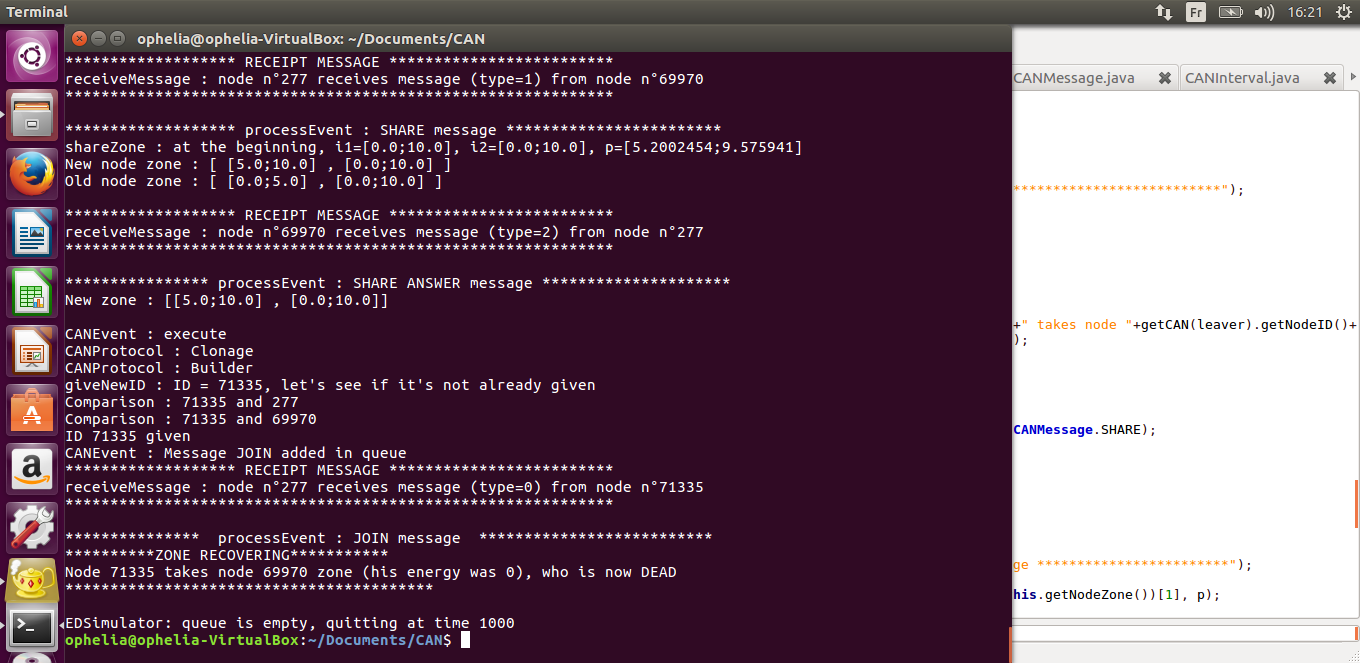 Terminal
Fr
16:21
ophelia@ophelia-VirtualBox: ~/Documents/CAN
******************* RECEIPT MESSAGE *************************
receiveMessage : node n°277 receives message (type=1) from node n°69970
*************************************************************

******************* processEvent : SHARE message ************************
shareZone : at the beginning, i1=[0.0;10.0], i2=[0.0;10.0], p=[5.2002454;9.575941]
New node zone : [ [5.0;10.0] , [0.0;10.0] ]
Old node zone : [ [0.0;5.0] , [0.0;10.0] ]

******************* RECEIPT MESSAGE *************************
receiveMessage : node n°69970 receives message (type=2) from node n°277
*************************************************************

**************** processEvent : SHARE ANSWER message *********************
New zone : [[5.0;10.0] , [0.0;10.0]]

CANEvent : execute
CANProtocol : Clonage
CANProtocol : Builder
giveNewID : ID = 71335, let's see if it's not already given
Comparison : 71335 and 277
Comparison : 71335 and 69970
ID 71335 given
CANEvent : Message JOIN added in queue
******************* RECEIPT MESSAGE *************************
receiveMessage : node n°277 receives message (type=0) from node n°71335
*************************************************************

***************  processEvent : JOIN message  **************************
**********ZONE RECOVERING***********
Node 71335 takes node 69970 zone (his energy was 0), who is now DEAD
*****************************************

EDSimulator: queue is empty, quitting at time 1000
ophelia@ophelia-VirtualBox:~/Documents/CAN$
CANMessage.java
CANInterval.java
**************************");
+" takes node "+getCAN(leaver).getNodeID()+
);
CANMessage.SHARE);
ge ************************");
his.getNodeZone())[1], p);